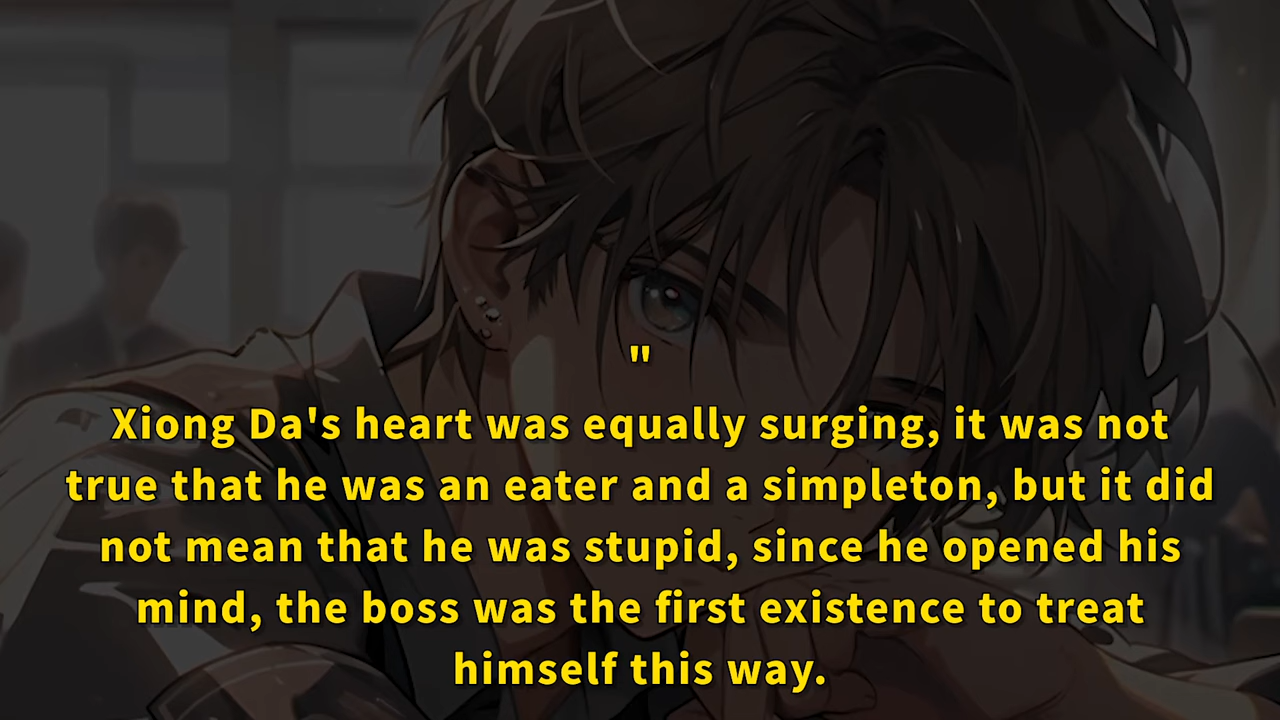 "
Xiong Da's heart was equally surging, it was not
true that he was an eater and a simpleton, but it did
not mean that he was stupid, since he opened his
mind, the boss was the first existence to treat
himself this way.